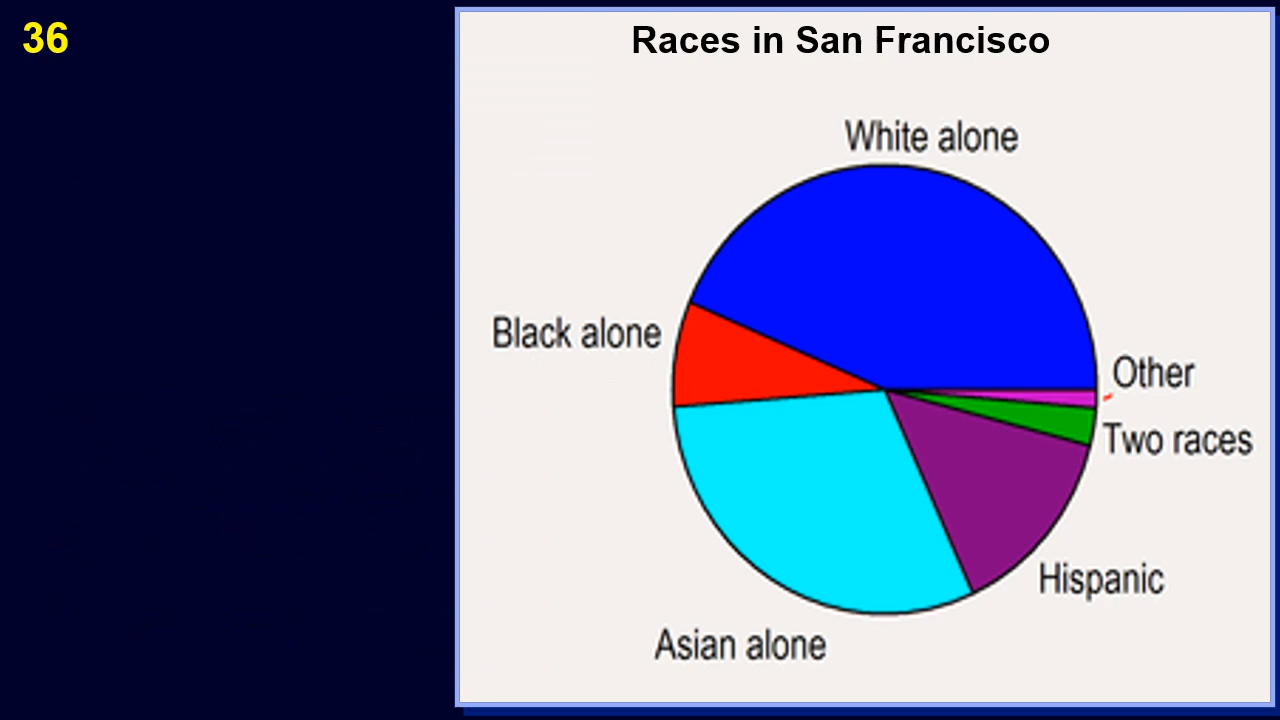 36
Races in San Francisco
White alone
Black alone
Other
Two races
Hispanic
Asian alone